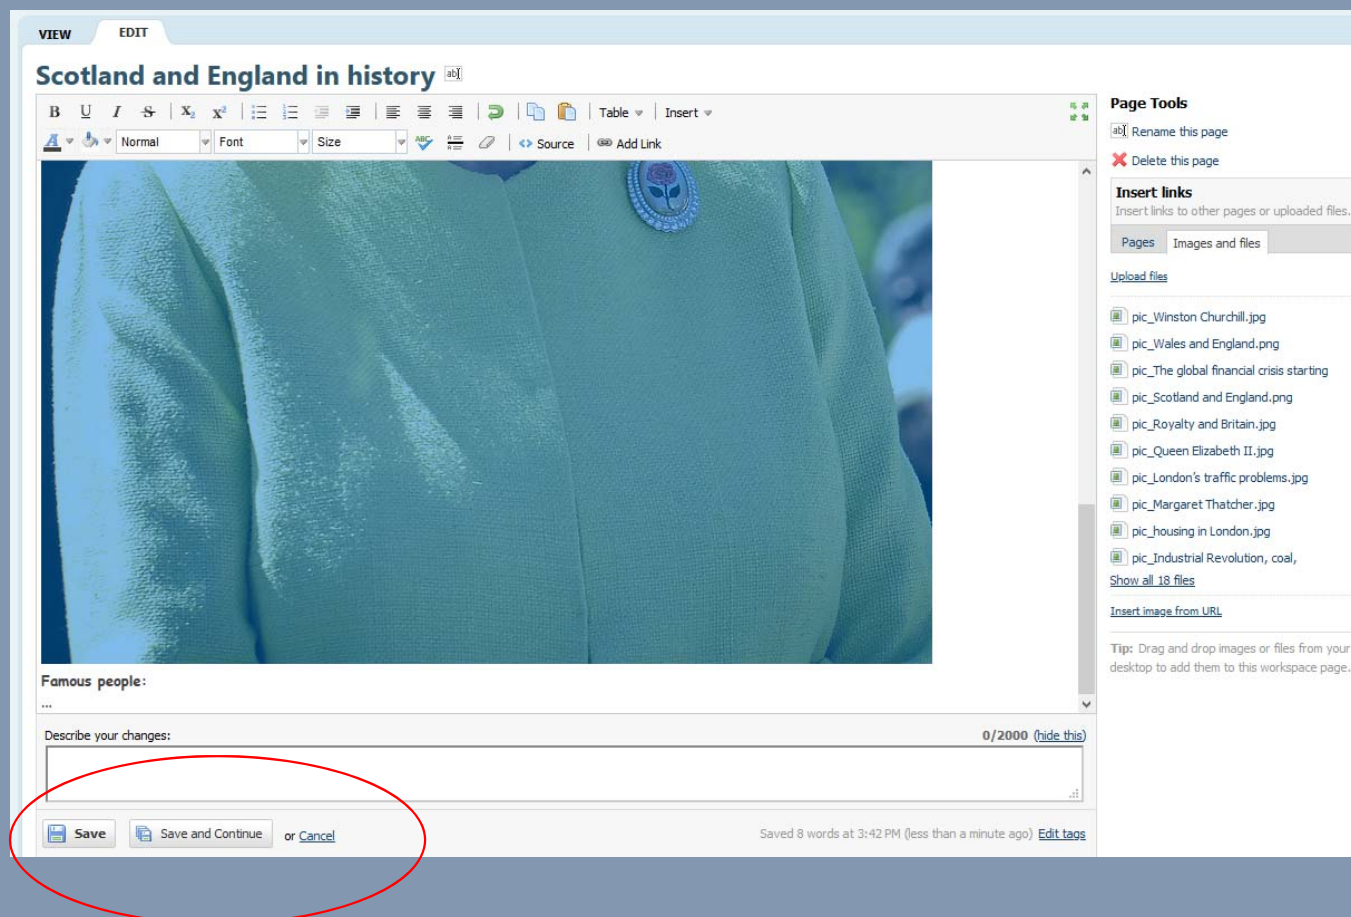 VIEW EDIT
Scotland and England in history ab
B U I S X₂ X² Table Insert
A Normal Font Size ABC Source Add Link
Famous people:
...
Describe your changes: 0/2000 (hide this)
Save Save and Continue or Cancel Saved 8 words at 3:42 PM (less than a minute ago) Edit tags
Page Tools
ab Rename this page
Delete this page
Insert links
Insert links to other pages or uploaded files.
Pages Images and files
Upload files
pic_Winston Churchill.jpg
pic_Wales and England.png
pic_The global financial crisis starting
pic_Scotland and England.png
pic_Royalty and Britain.jpg
pic_Queen Elizabeth II.jpg
pic_London’s traffic problems.jpg
pic_Margaret Thatcher.jpg
pic_housing in London.jpg
pic_Industrial Revolution, coal,
Show all 18 files
Insert image from URL
Tip: Drag and drop images or files from your
desktop to add them to this workspace page.